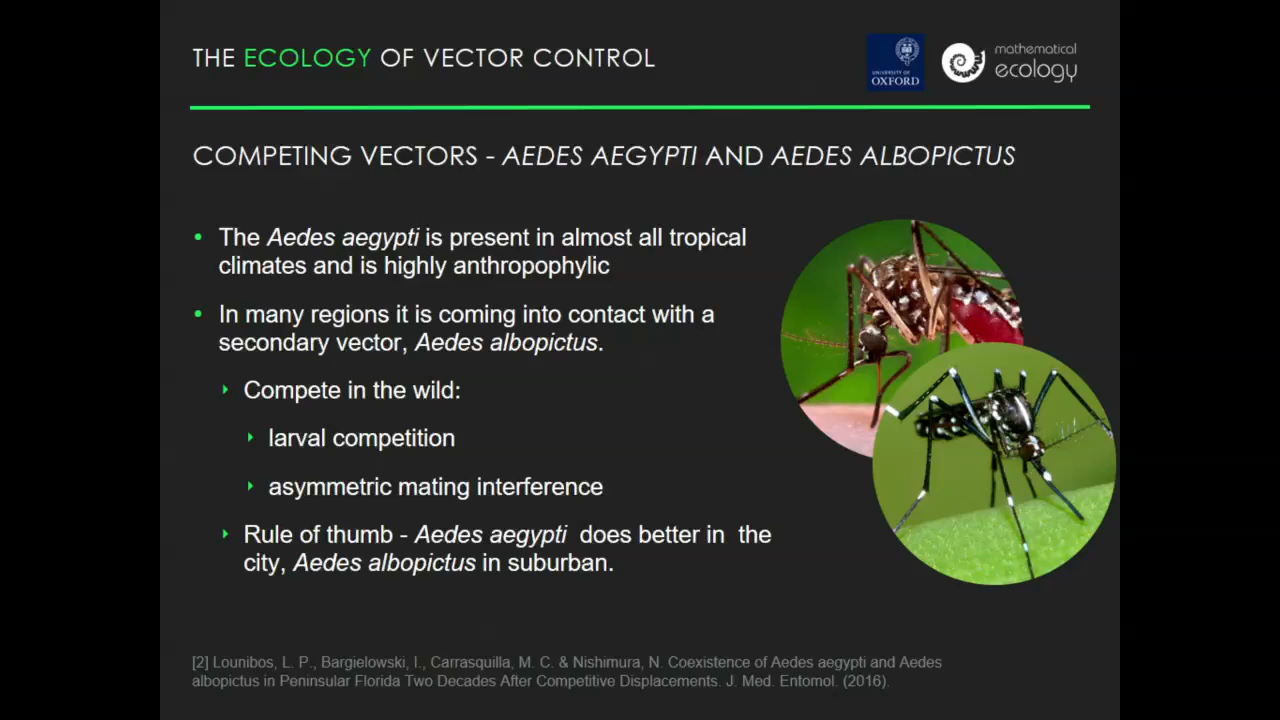 THE ECOLOGY OF VECTOR CONTROL
UNIVERSITY OF
OXFORD
mathematical
ecology
COMPETING VECTORS - AEDES AEGYPTI AND AEDES ALBOPICTUS
• The Aedes aegypti is present in almost all tropical
climates and is highly anthropophylic
• In many regions it is coming into contact with a
secondary vector, Aedes albopictus.
Compete in the wild:
larval competition
asymmetric mating interference
Rule of thumb - Aedes aegypti does better in the
city, Aedes albopictus in suburban.
[2] Lounibos, L. P., Bargielowski, I., Carrasquilla, M. C. & Nishimura, N. Coexistence of Aedes aegypti and Aedes
albopictus in Peninsular Florida Two Decades After Competitive Displacements. J. Med. Entomol. (2016).